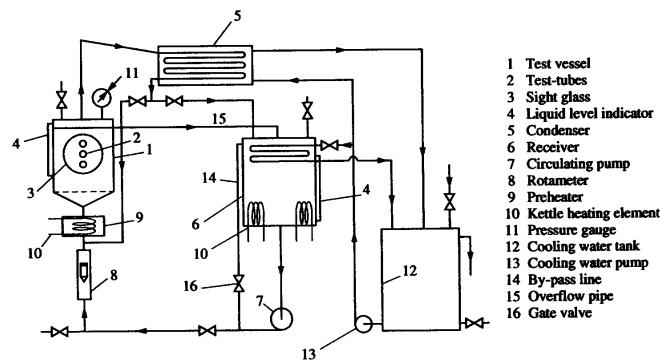 5
11
15
4
2
3
1
14
6
4
10
9
10
8
16
7
12
13
1 Test vessel
2 Test-tubes
3 Sight glass
4 Liquid level indicator
5 Condenser
6 Receiver
7 Circulating pump
8 Rotameter
9 Preheater
10 Kettle heating element
11 Pressure gauge
12 Cooling water tank
13 Cooling water pump
14 By-pass line
15 Overflow pipe
16 Gate valve